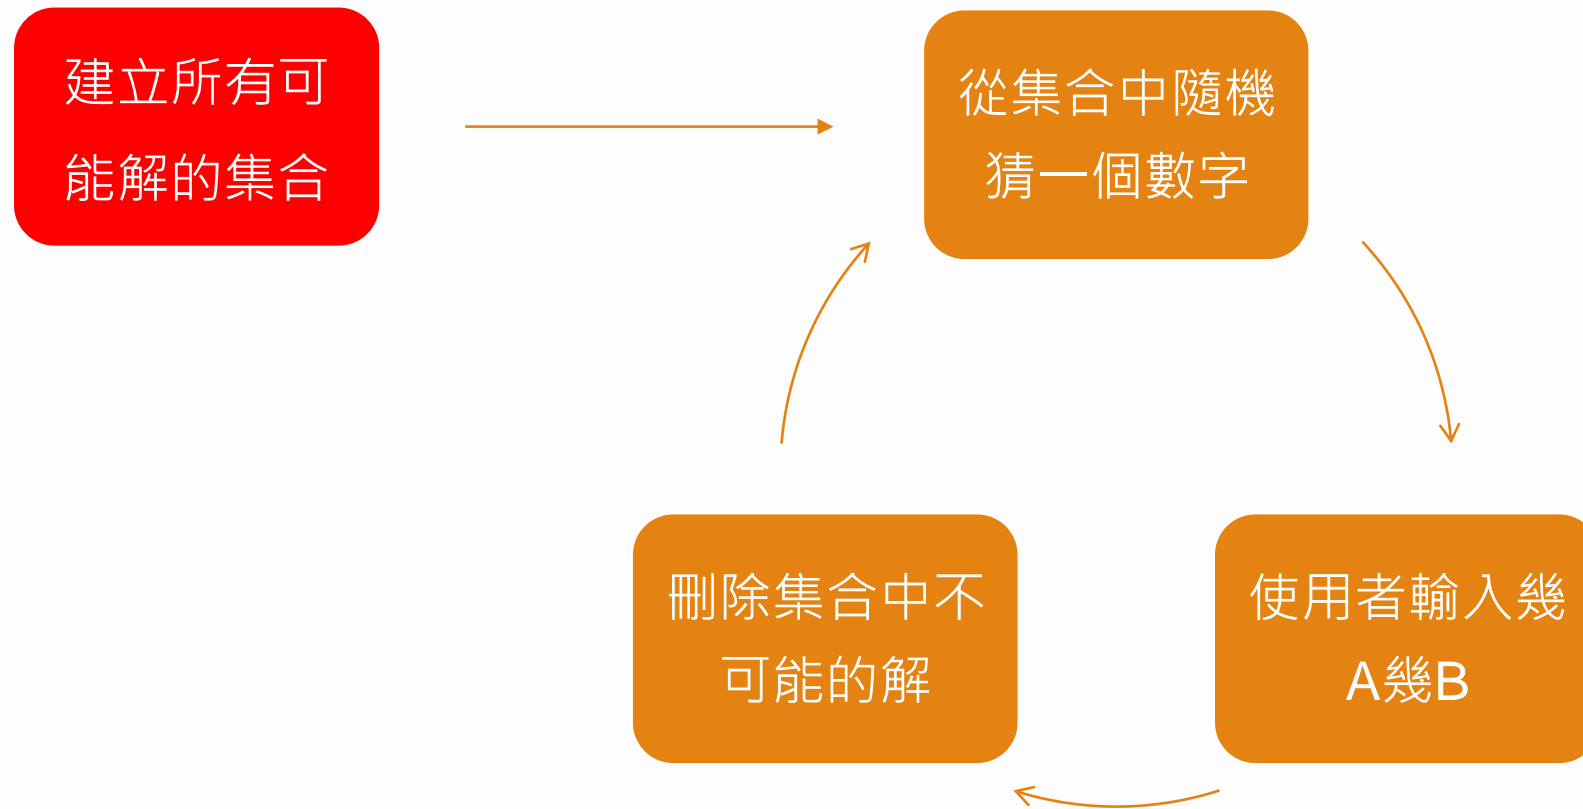 建立所有可
能解的集合
從集合中隨機
猜一個數字
刪除集合中不
可能的解
使用者輸入幾
A幾B